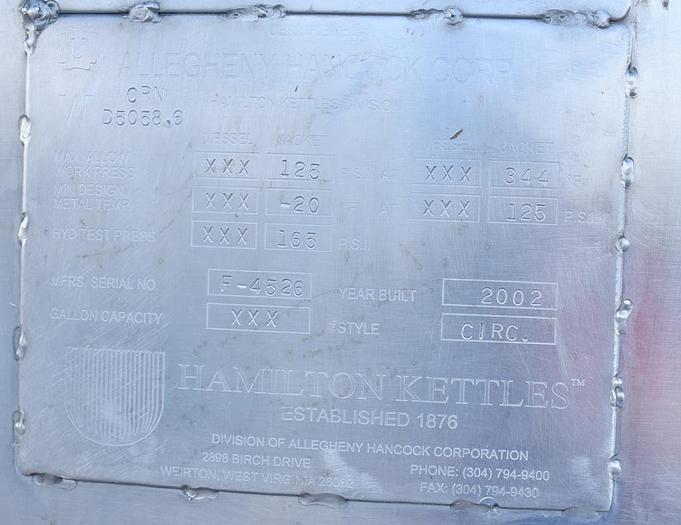 ALLEGHENY HANCOCK CORP.
W CRN
D5058.6
HAMILTON KETTLES DIVISION
VESSEL JACKET VESSEL JACKET
MAX. ALLOW.
WORK PRESS XXX 125 P.S.I. AT XXX 344 °F
MIN DESIGN
METAL TEMP XXX -20 °F AT XXX 125 P.S.I.
HYD TEST PRESS XXX 165 P.S.I.
MFRS. SERIAL NO. F-4526 YEAR BUILT 2002
GALLON CAPACITY XXX STYLE CIRC.
HAMILTON KETTLES™
ESTABLISHED 1876
DIVISION OF ALLEGHENY HANCOCK CORPORATION
2898 BIRCH DRIVE PHONE: (304) 794-9400
WEIRTON, WEST VIRGINIA 26062 FAX: (304) 794-9430